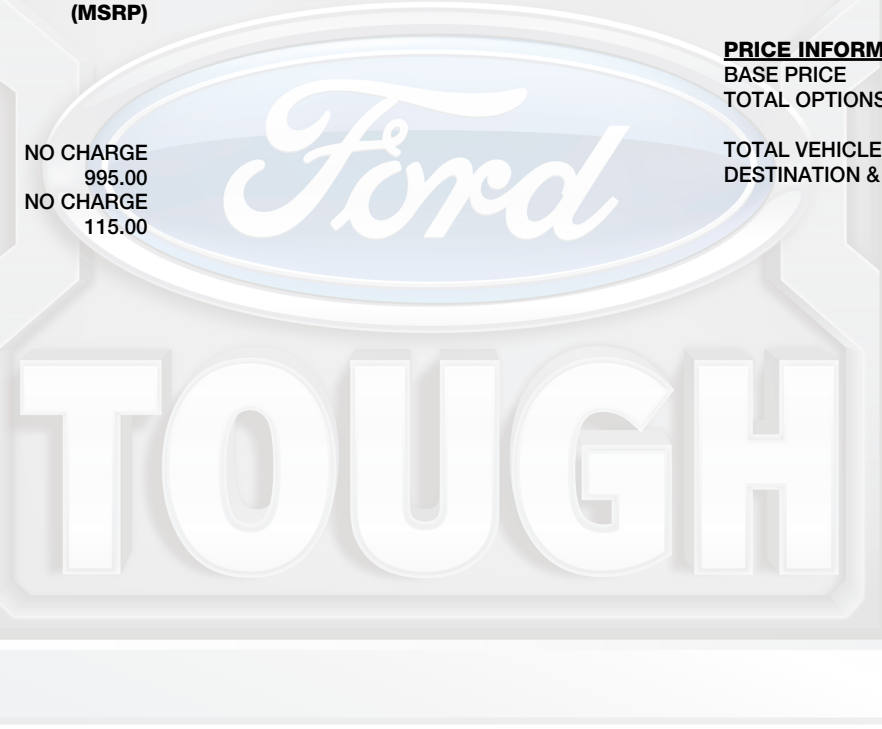 (MSRP)
NO CHARGE
995.00
NO CHARGE
115.00
PRICE INFORM
BASE PRICE
TOTAL OPTIONS
TOTAL VEHICLE
DESTINATION &
Ford
TOUGH